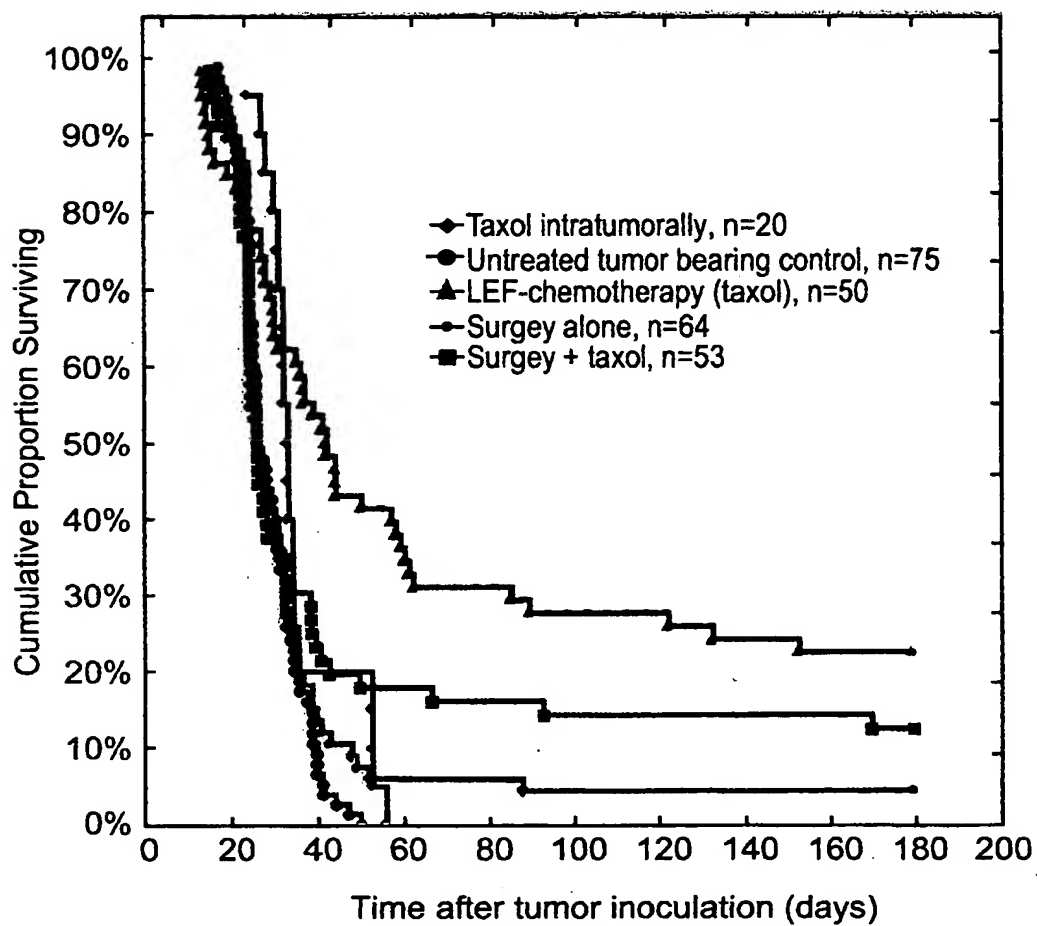 Cumulative Proportion Surviving
100%
90%
80%
70%
60%
50%
40%
30%
20%
10%
0%
Taxol intratumorally, n=20
Untreated tumor bearing control, n=75
LEF-chemotherapy (taxol), n=50
Surgey alone, n=64
Surgey + taxol, n=53
0 20 40 60 80 100 120 140 160 180 200
Time after tumor inoculation (days)